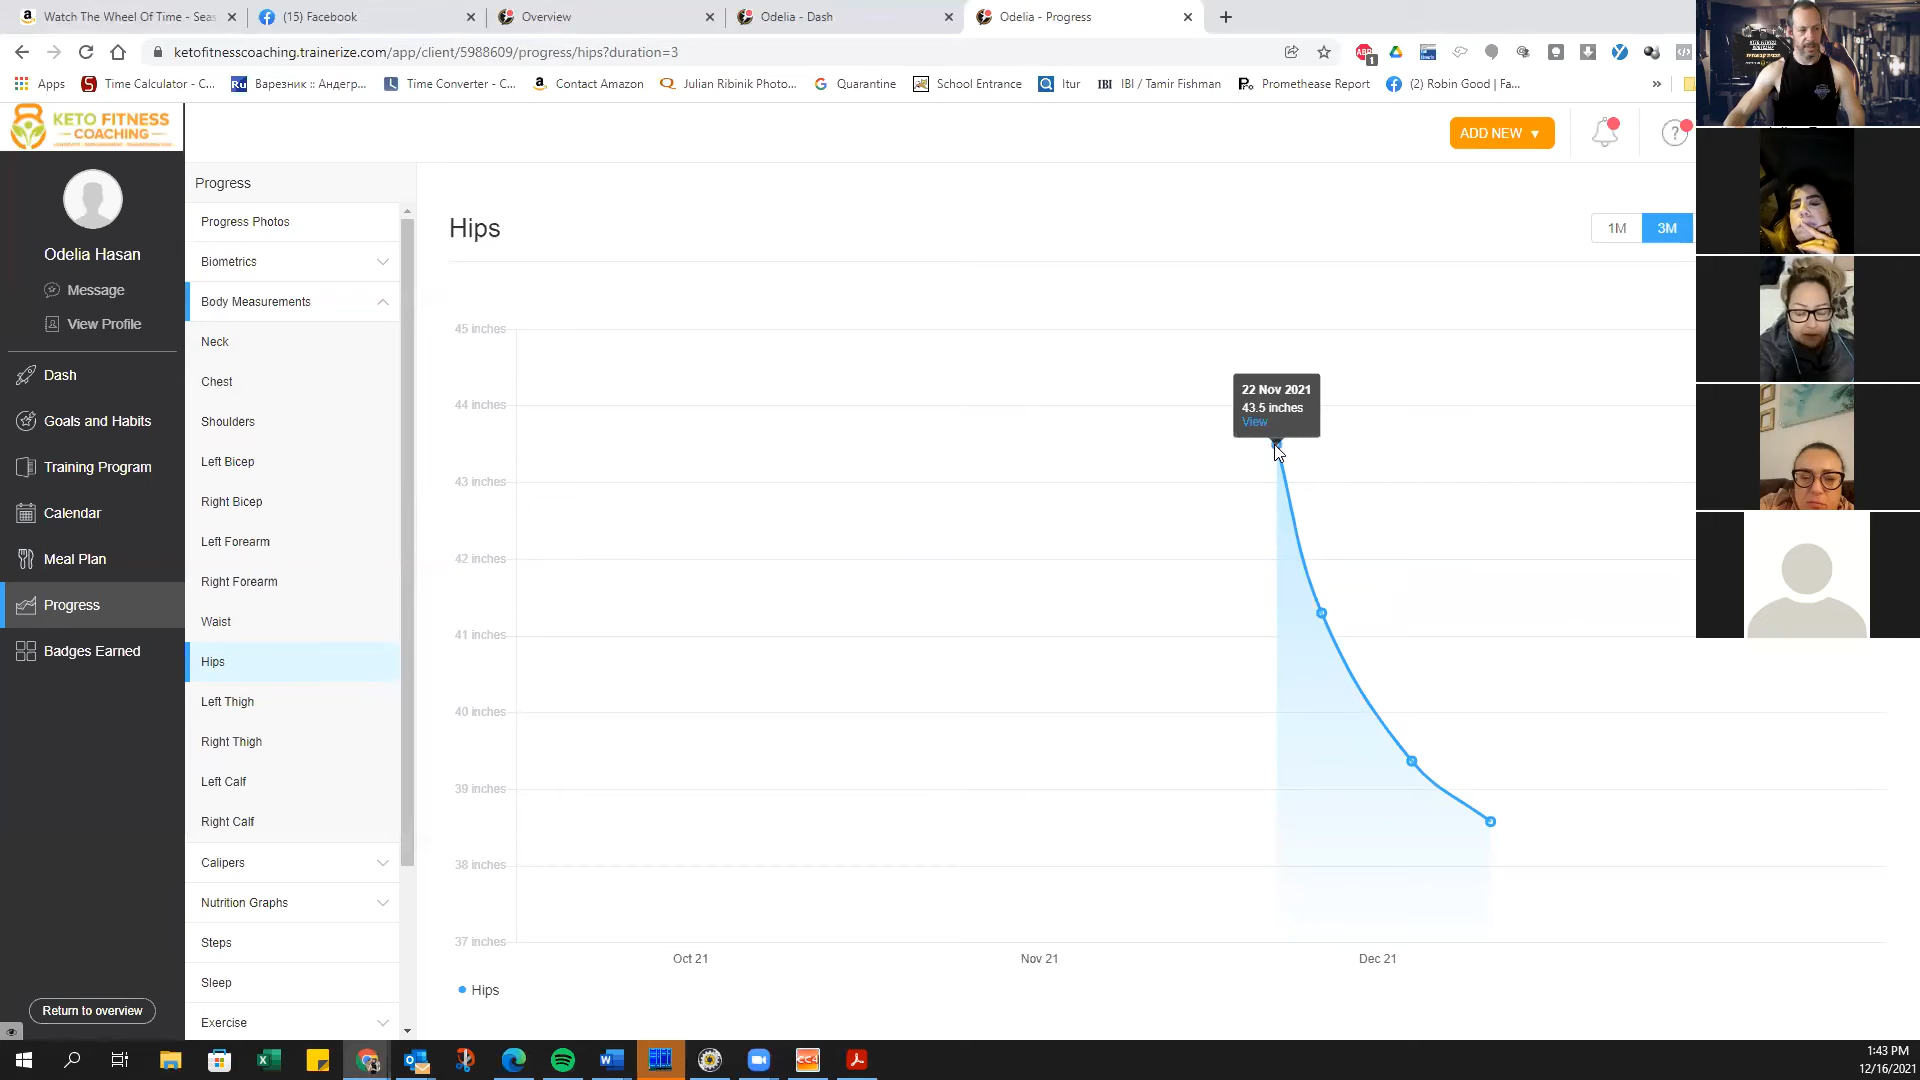 Watch The Wheel Of Time - Seas
(15) Facebook
Overview
Odelia - Dash
Odelia - Progress
ketofitnesscoaching.trainerize.com/app/client/5988609/progress/hips?duration=3
Apps
Time Calculator - C...
Варезник :: Андегр...
Time Converter - C...
Contact Amazon
Julian Ribinik Photo...
Quarantine
School Entrance
Itur
IBI / Tamir Fishman
Promethease Report
(2) Robin Good | Fa...
KETO FITNESS
COACHING
ADD NEW
Odelia Hasan
Message
View Profile
Dash
Goals and Habits
Training Program
Calendar
Meal Plan
Progress
Badges Earned
Return to overview
Progress
Progress Photos
Biometrics
Body Measurements
Neck
Chest
Shoulders
Left Bicep
Right Bicep
Left Forearm
Right Forearm
Waist
Hips
Left Thigh
Right Thigh
Left Calf
Right Calf
Calipers
Nutrition Graphs
Steps
Sleep
Exercise
Hips
1M
3M
45 inches
44 inches
43 inches
42 inches
41 inches
40 inches
39 inches
38 inches
37 inches
22 Nov 2021
43.5 inches
View
Oct 21
Nov 21
Dec 21
Hips
1:43 PM
12/16/2021